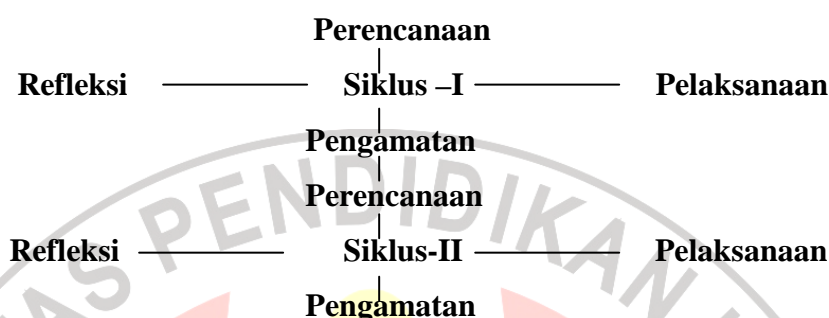 Perencanaan
Refleksi Siklus –I Pelaksanaan
Pengamatan
Perencanaan
Refleksi Siklus-II Pelaksanaan
Pengamatan
PENDIDIKAN